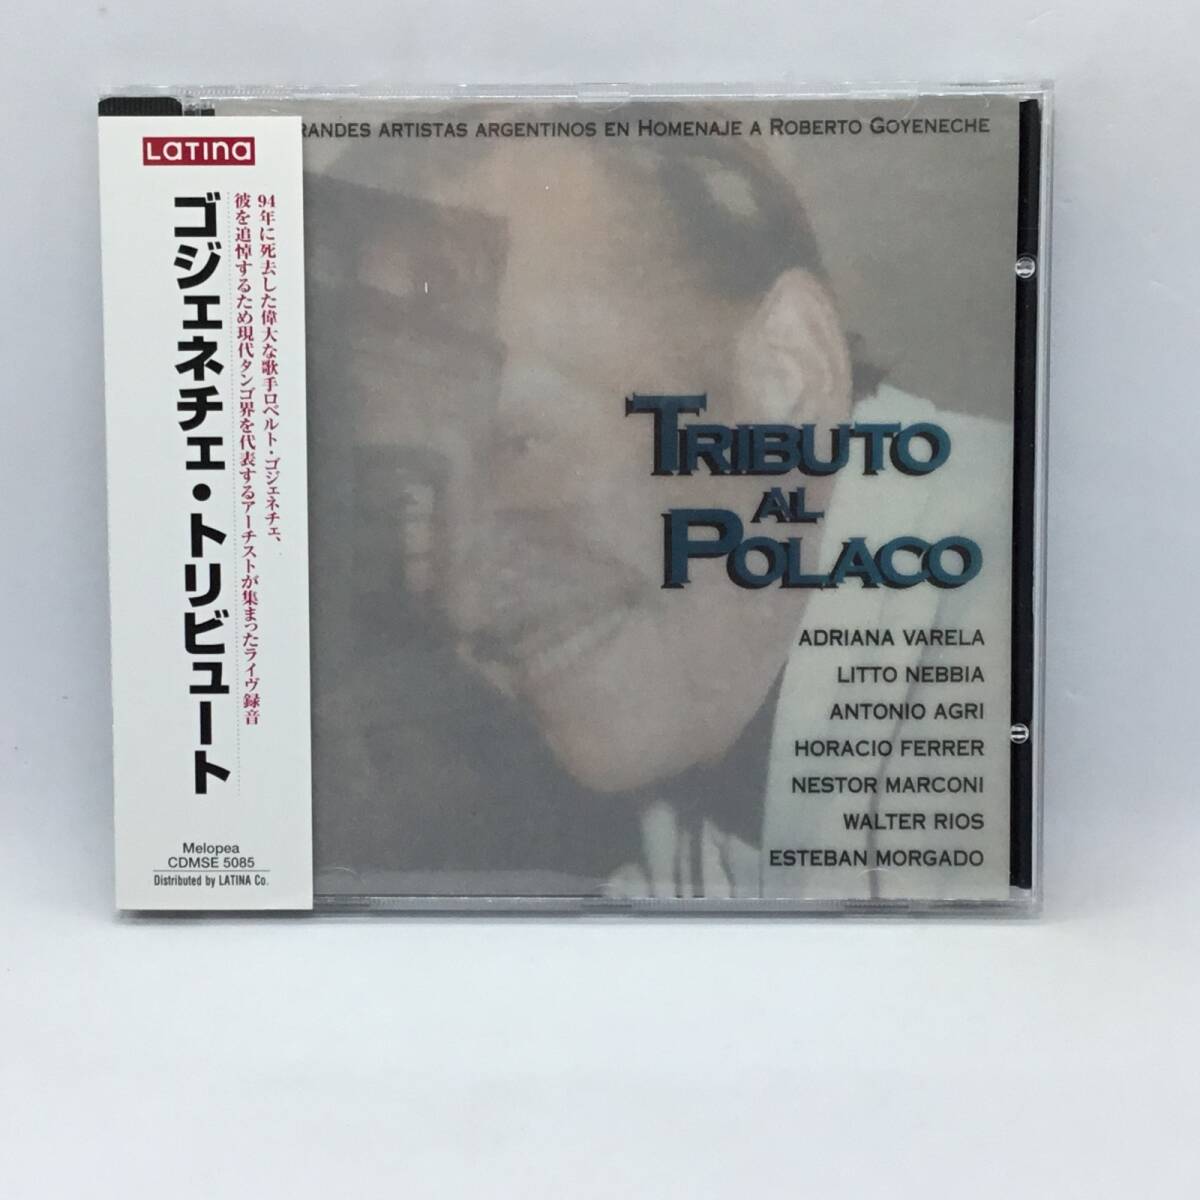 LATINA
ゴジェネチェ・トリビュート
94年に死去した偉大な歌手ロベルト・ゴジェネチェ、
彼を追悼するため現代タンゴ界を代表するアーチストが集まったライヴ録音
Melopea
CDMSE 5085
Distributed by LATINA Co.
RANDES ARTISTAS ARGENTINOS EN HOMENAJE A ROBERTO GOYENECHE
TRIBUTO
AL
POLACO
ADRIANA VARELA
LITTO NEBBIA
ANTONIO AGRI
HORACIO FERRER
NESTOR MARCONI
WALTER RIOS
ESTEBAN MORGADO